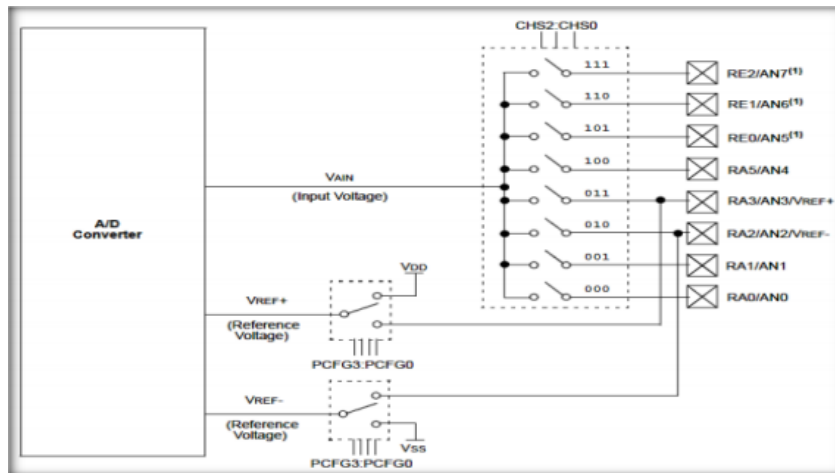 CHS2:CHS0
111
RE2/AN7(1)
110
RE1/AN6(1)
101
RE0/AN5(1)
100
RA5/AN4
VAIN
(Input Voltage)
011
RA3/AN3/VREF+
A/D
Converter
010
RA2/AN2/VREF-
001
RA1/AN1
VDD
000
RA0/AN0
VREF+
(Reference
Voltage)
PCFG3:PCFG0
VREF-
(Reference
Voltage)
VSS
PCFG3:PCFG0